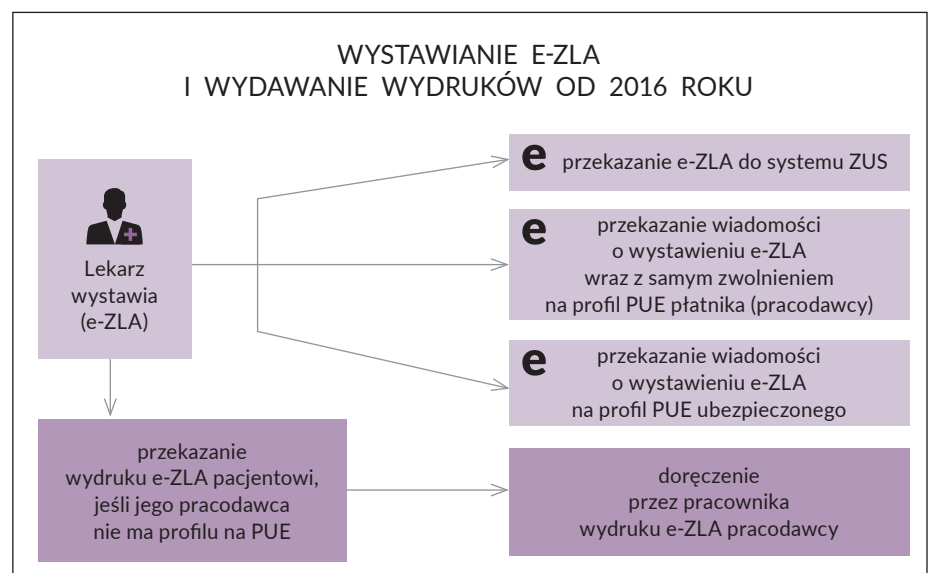 WYSTAWIANIE E-ZLA
I WYDAWANIE WYDRUKÓW OD 2016 ROKU
Lekarz
wystawia
(e-ZLA)
e przekazanie e-ZLA do systemu ZUS
e przekazanie wiadomości
o wystawieniu e-ZLA
wraz z samym zwolnieniem
na profil PUE płatnika (pracodawcy)
e przekazanie wiadomości
o wystawieniu e-ZLA
na profil PUE ubezpieczonego
przekazanie
wydruku e-ZLA pacjentowi,
jeśli jego pracodawca
nie ma profilu na PUE
doręczenie
przez pracownika
wydruku e-ZLA pracodawcy